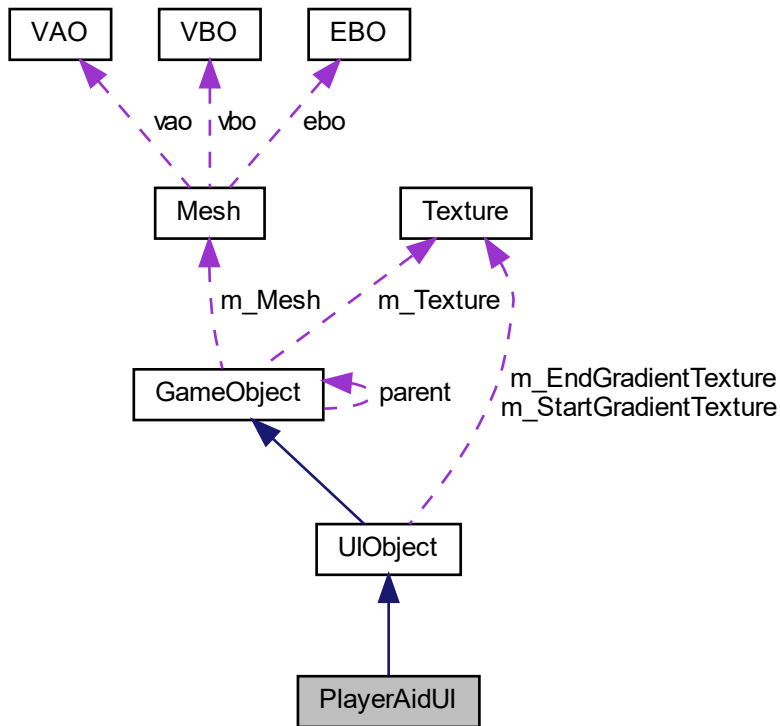 VAO
VBO
EBO
vao
vbo
ebo
Mesh
Texture
m_Mesh
m_Texture
GameObject
parent
m_EndGradientTexture
m_StartGradientTexture
UIObject
PlayerAidUI